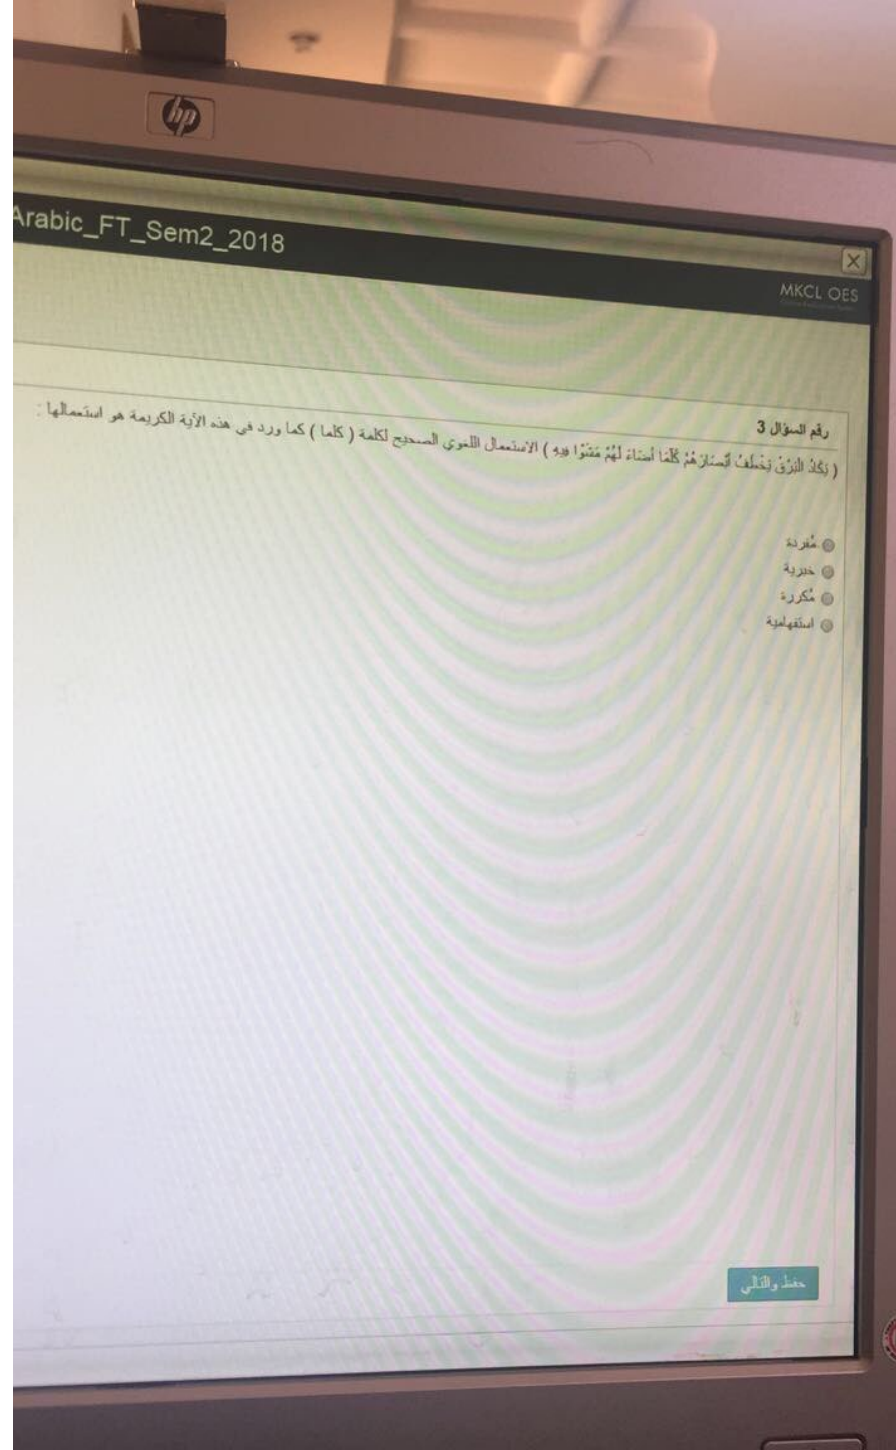 hp
Arabic_FT_Sem2_2018
MKCL OES
رقم السؤال 3
( يَكَادُ الْبَرْقُ يَخْطَفُ أَبْصَارَهُمْ كُلَّمَا أَضَاءَ لَهُمْ مَشَوْا فِيهِ ) الاستعمال اللغوي الصحيح لكلمة ( كلما ) كما ورد في هذه الآية الكريمة هو استعمالها :
مُفردة
خبرية
مُكررة
استفهامية
حفظ والتالي